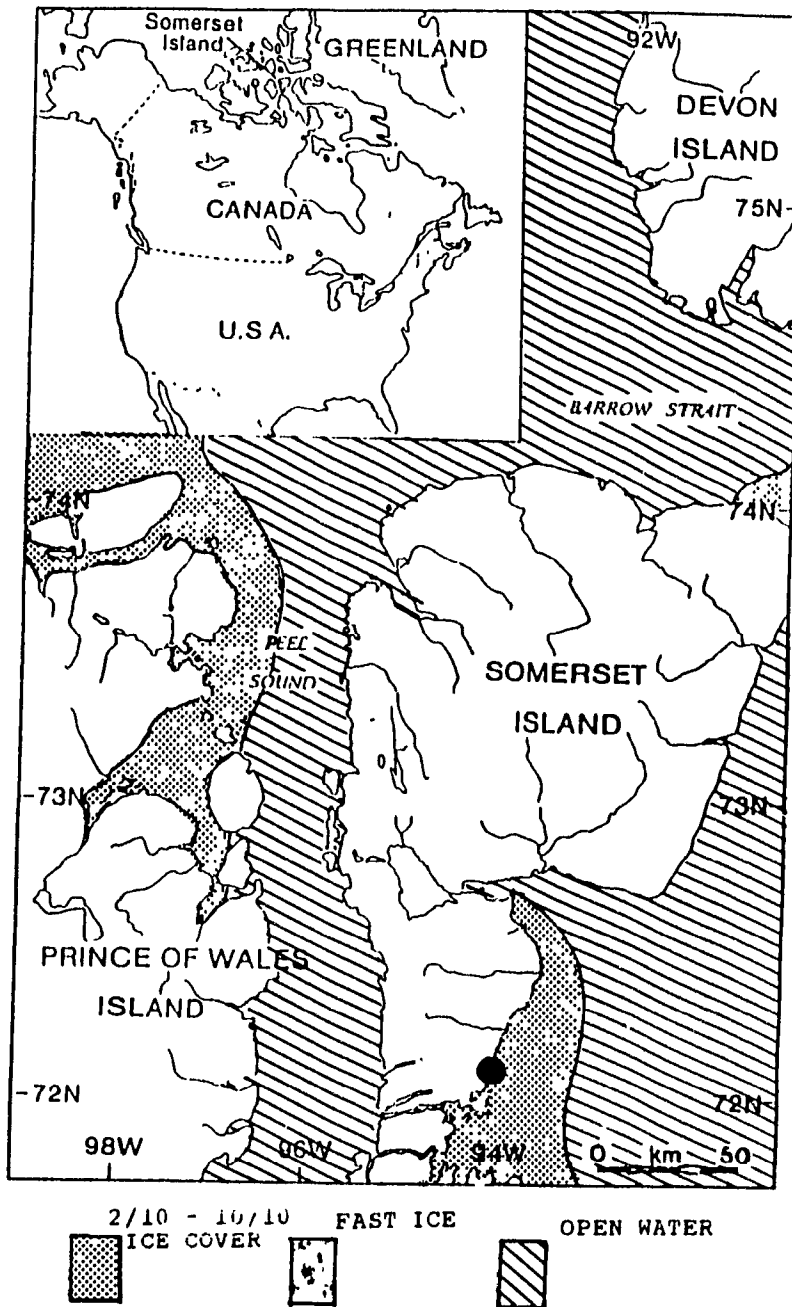 Somerset
Island
GREENLAND
CANADA
U.S.A.
92W
DEVON
ISLAND
75N-
BARROW STRAIT
-74N
74N-
PEEL
SOUND
SOMERSET
ISLAND
-73N
-73N-
PRINCE OF WALES
ISLAND
-72N
-72N-
98W
96W
94W
0 km 50
2/10 - 10/10
ICE COVER
FAST ICE
OPEN WATER